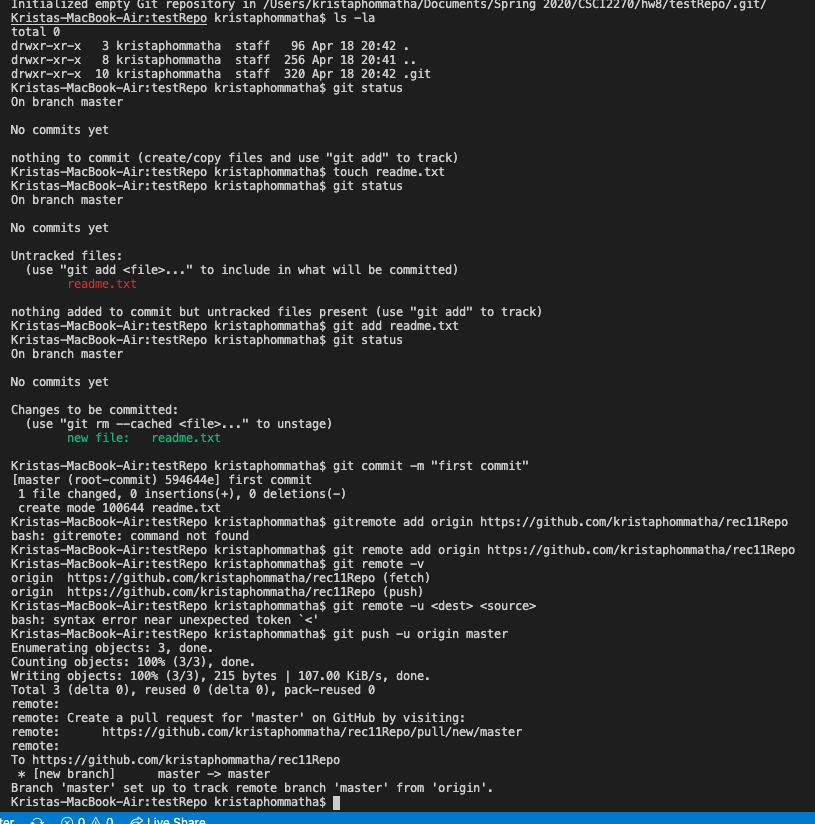 Initialized empty Git repository in /Users/kristaphommatha/Documents/Spring 2020/CSCI2270/hw8/testRepo/.git/
Kristas-MacBook-Air:testRepo kristaphommatha$ ls -la
total 0
drwxr-xr-x   3 kristaphommatha  staff   96 Apr 18 20:42 .
drwxr-xr-x   8 kristaphommatha  staff  256 Apr 18 20:41 ..
drwxr-xr-x  10 kristaphommatha  staff  320 Apr 18 20:42 .git
Kristas-MacBook-Air:testRepo kristaphommatha$ git status
On branch master

No commits yet

nothing to commit (create/copy files and use "git add" to track)
Kristas-MacBook-Air:testRepo kristaphommatha$ touch readme.txt
Kristas-MacBook-Air:testRepo kristaphommatha$ git status
On branch master

No commits yet

Untracked files:
  (use "git add <file>..." to include in what will be committed)
        readme.txt

nothing added to commit but untracked files present (use "git add" to track)
Kristas-MacBook-Air:testRepo kristaphommatha$ git add readme.txt
Kristas-MacBook-Air:testRepo kristaphommatha$ git status
On branch master

No commits yet

Changes to be committed:
  (use "git rm --cached <file>..." to unstage)
        new file:   readme.txt

Kristas-MacBook-Air:testRepo kristaphommatha$ git commit -m "first commit"
[master (root-commit) 594644e] first commit
 1 file changed, 0 insertions(+), 0 deletions(-)
 create mode 100644 readme.txt
Kristas-MacBook-Air:testRepo kristaphommatha$ gitremote add origin https://github.com/kristaphommatha/rec11Repo
bash: gitremote: command not found
Kristas-MacBook-Air:testRepo kristaphommatha$ git remote add origin https://github.com/kristaphommatha/rec11Repo
Kristas-MacBook-Air:testRepo kristaphommatha$ git remote -v
origin  https://github.com/kristaphommatha/rec11Repo (fetch)
origin  https://github.com/kristaphommatha/rec11Repo (push)
Kristas-MacBook-Air:testRepo kristaphommatha$ git remote -u <dest> <source>
bash: syntax error near unexpected token `<'
Kristas-MacBook-Air:testRepo kristaphommatha$ git push -u origin master
Enumerating objects: 3, done.
Counting objects: 100% (3/3), done.
Writing objects: 100% (3/3), 215 bytes | 107.00 KiB/s, done.
Total 3 (delta 0), reused 0 (delta 0), pack-reused 0
remote:
remote: Create a pull request for 'master' on GitHub by visiting:
remote:      https://github.com/kristaphommatha/rec11Repo/pull/new/master
remote:
To https://github.com/kristaphommatha/rec11Repo
 * [new branch]      master -> master
Branch 'master' set up to track remote branch 'master' from 'origin'.
Kristas-MacBook-Air:testRepo kristaphommatha$
ter 0 0 Live Share